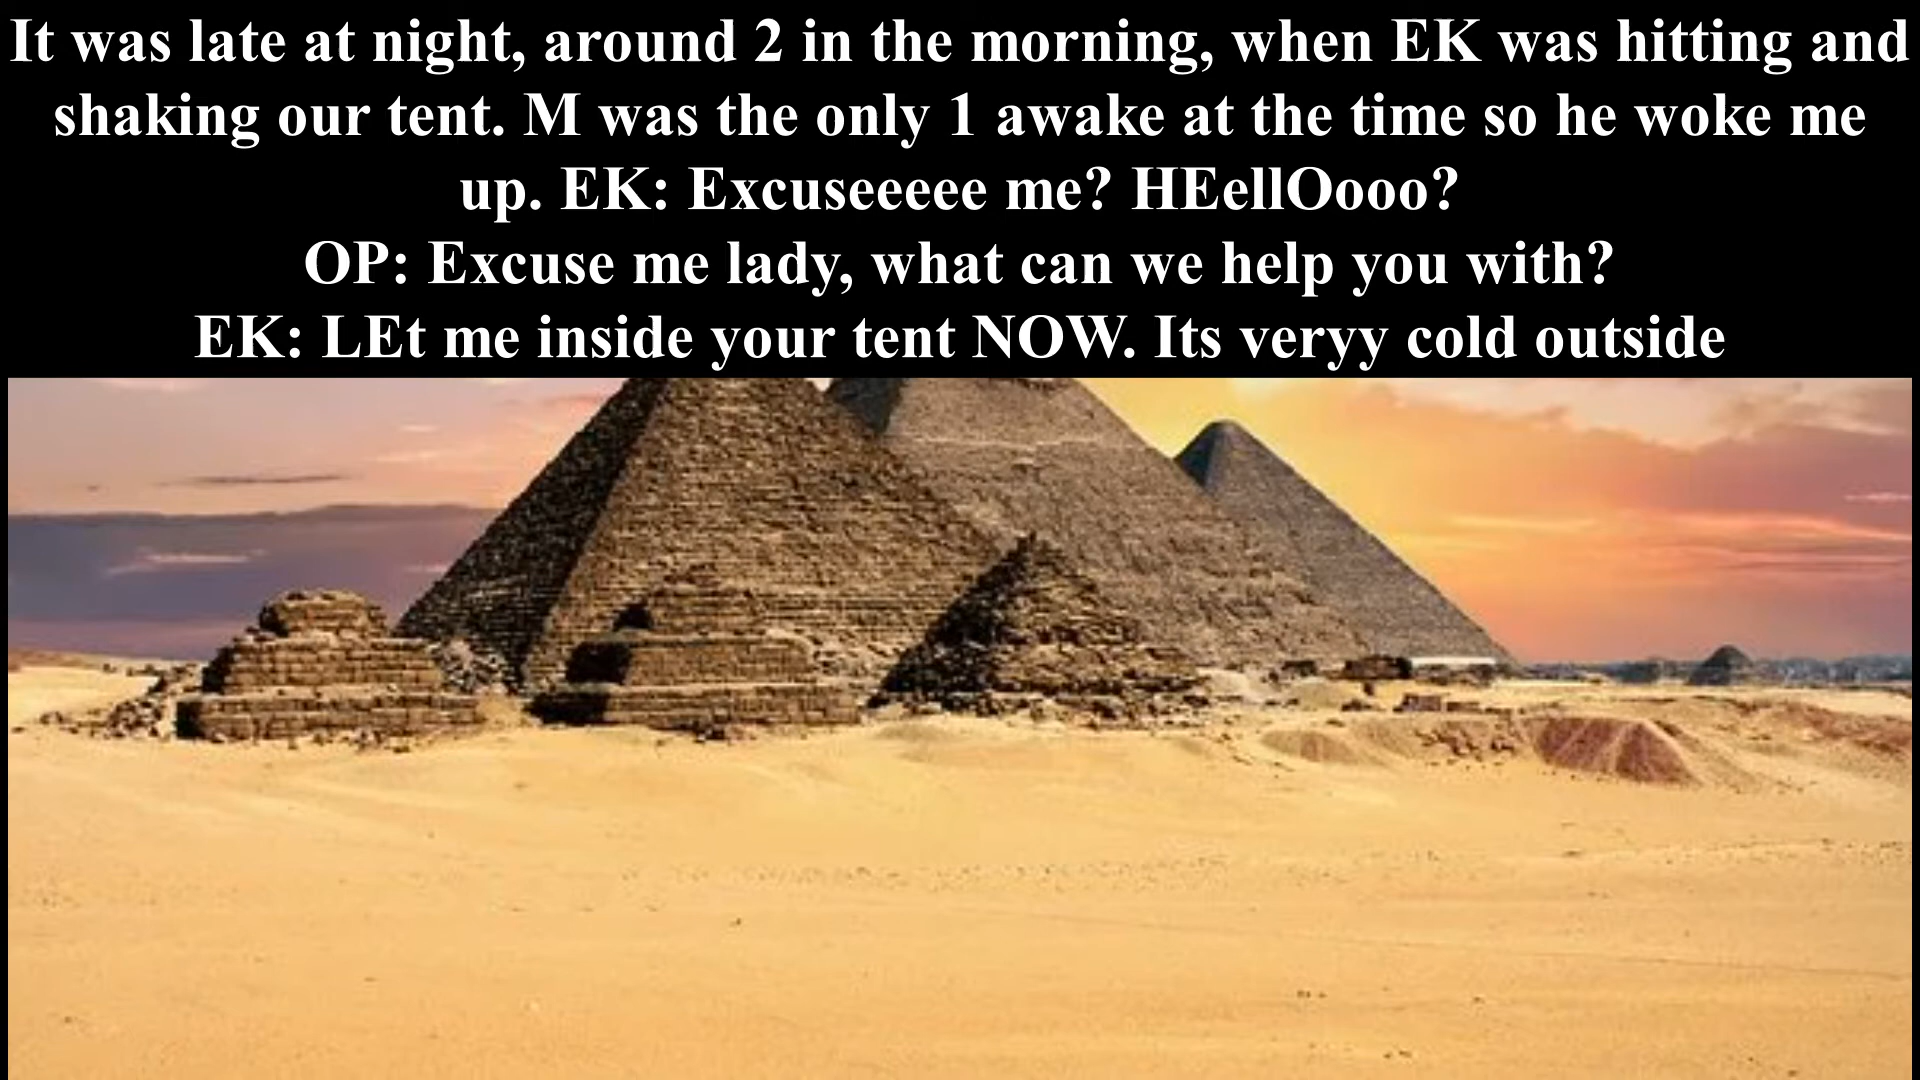 It was late at night, around 2 in the morning, when EK was hitting and
shaking our tent. M was the only 1 awake at the time so he woke me
up. EK: Excuseeeee me? HEellOooo?
OP: Excuse me lady, what can we help you with?
EK: LEt me inside your tent NOW. Its veryy cold outside